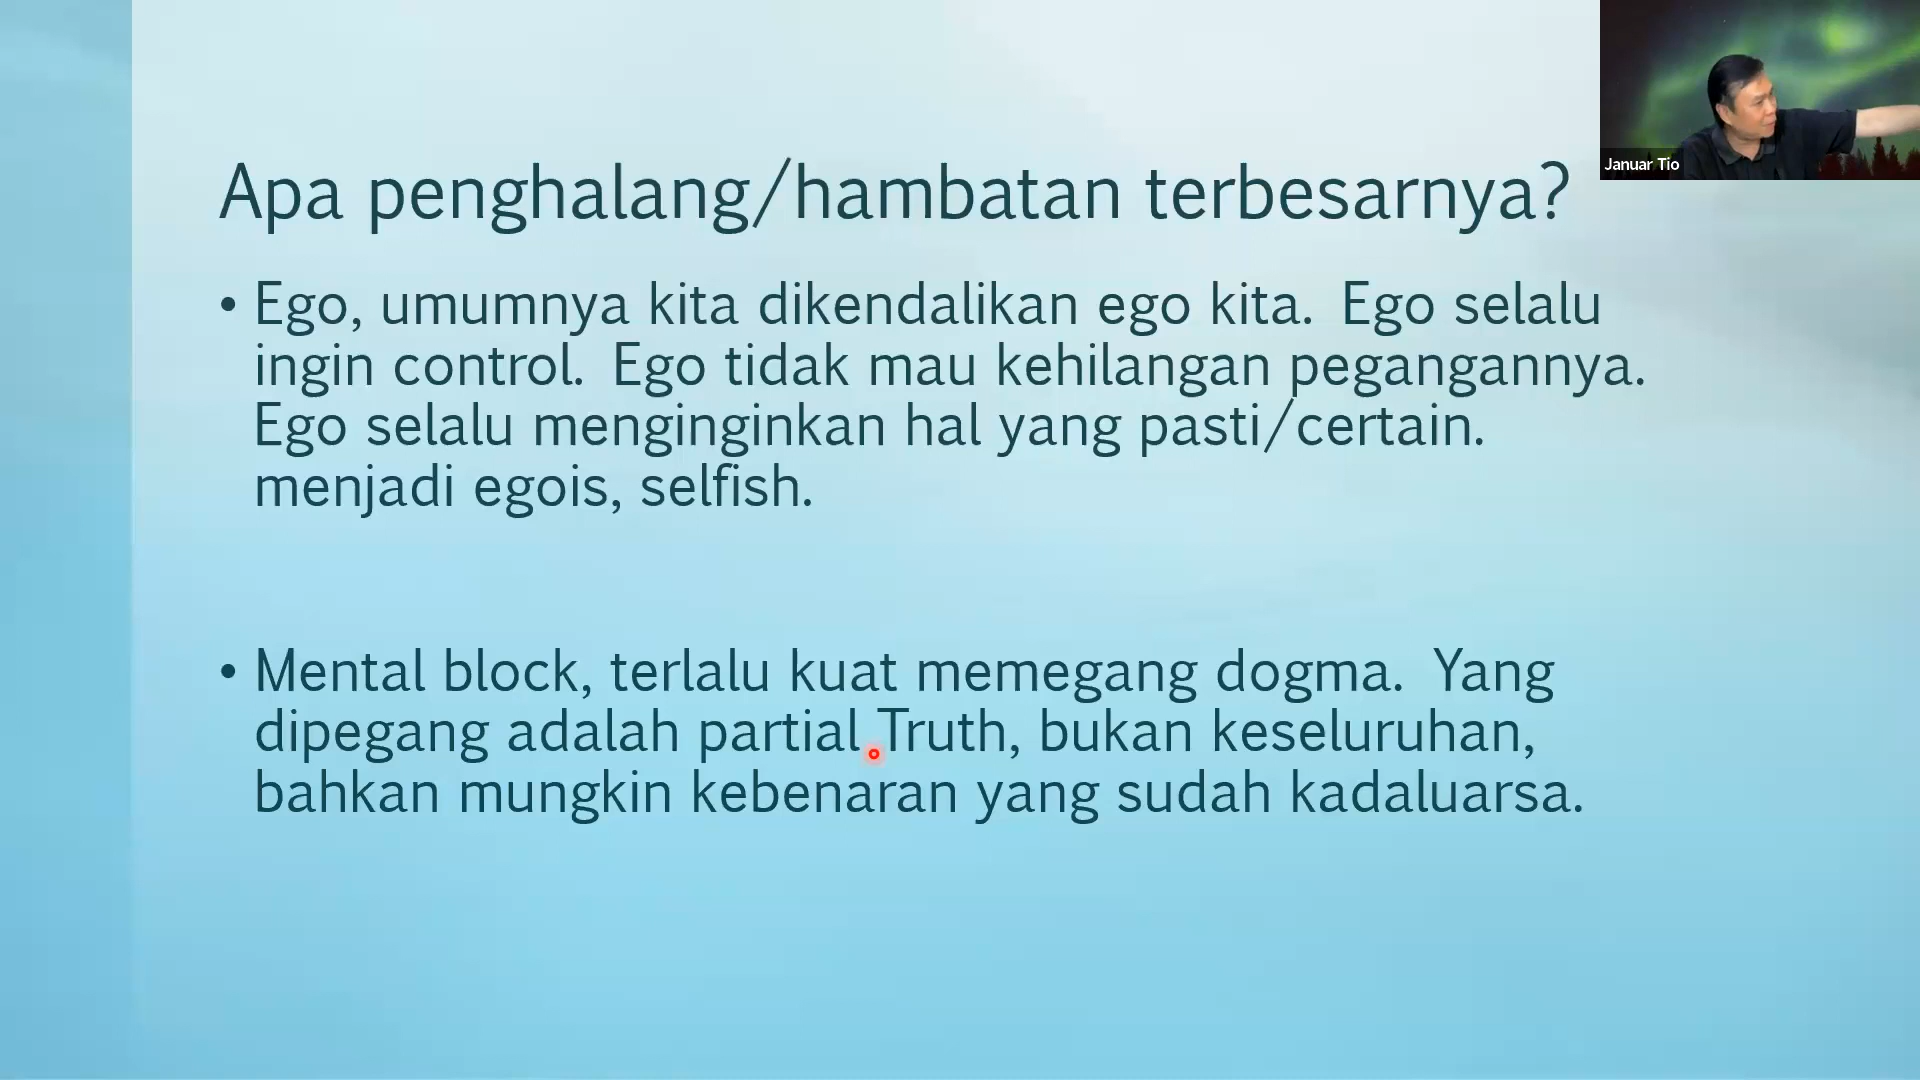 Januar Tio
Apa penghalang/hambatan terbesarnya?
• Ego, umumnya kita dikendalikan ego kita. Ego selalu
ingin control. Ego tidak mau kehilangan pegangannya.
Ego selalu menginginkan hal yang pasti/certain.
menjadi egois, selfish.
• Mental block, terlalu kuat memegang dogma. Yang
dipegang adalah partial Truth, bukan keseluruhan,
bahkan mungkin kebenaran yang sudah kadaluarsa.